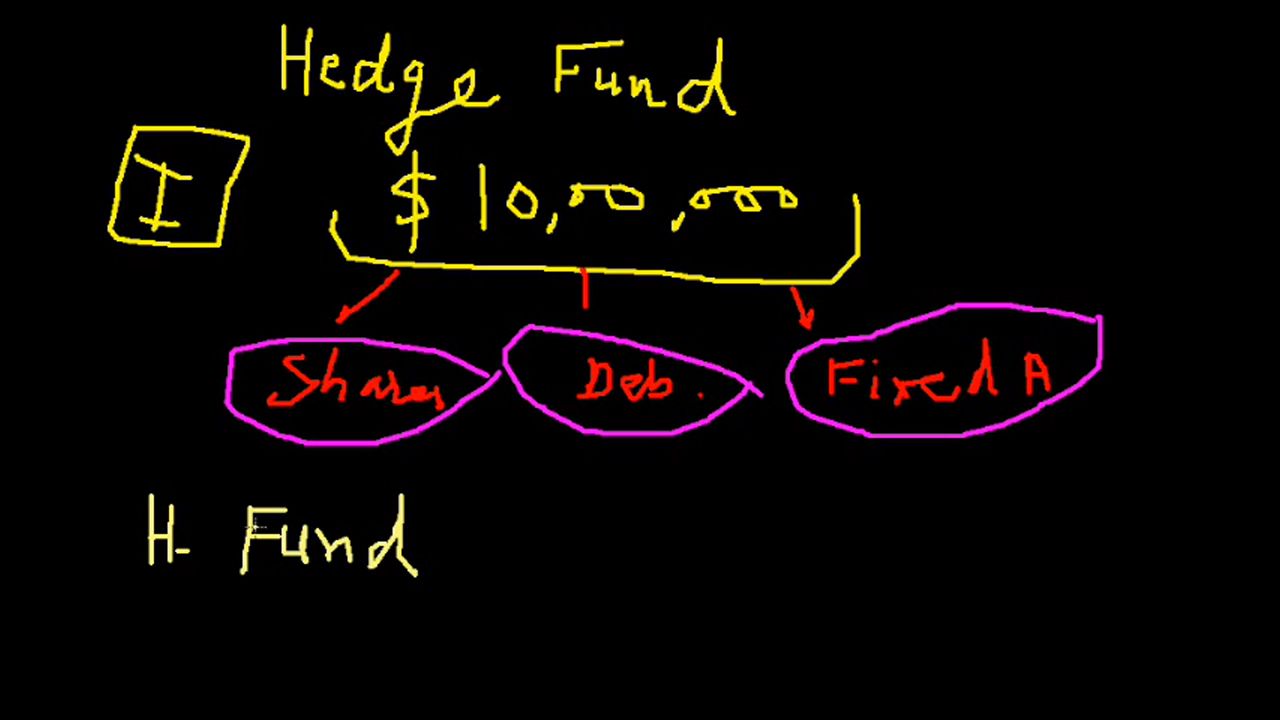 Hedge Fund
I
$ 10,00,000
Shares Deb. Fixed A
H. Fund